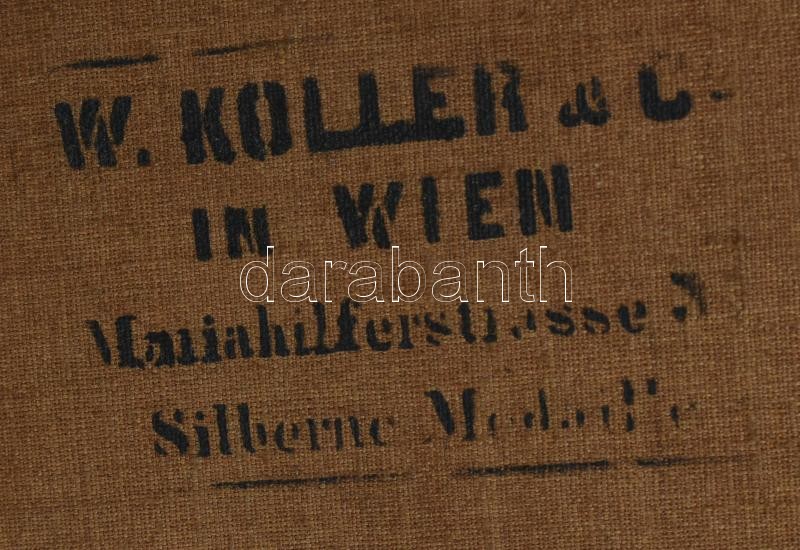 W. KOLLER & C.
IN WIEN
darabanth
Mariahilferstrasse
Silberne Medaille